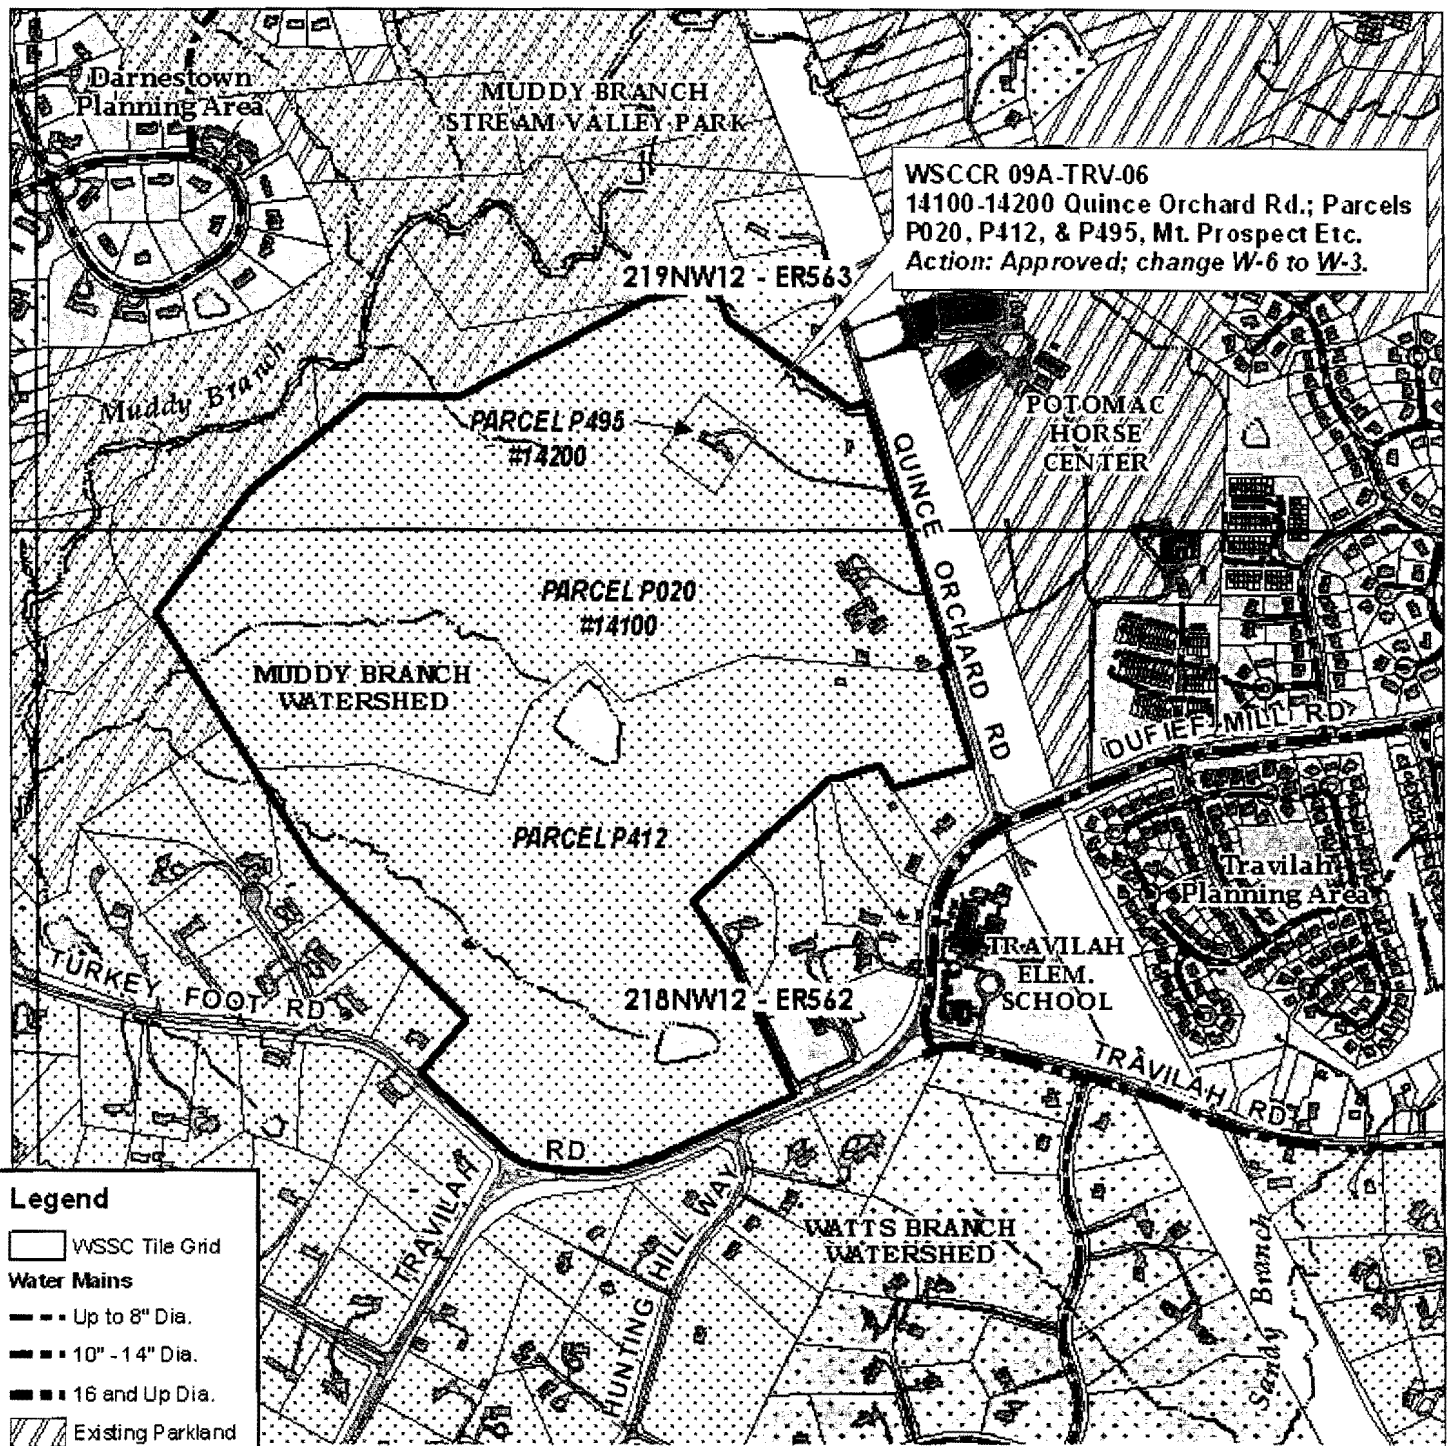 Darnestown
Planning Area
MUDDY BRANCH
STREAM VALLEY PARK
WSCCR 09A-TRV-06
14100-14200 Quince Orchard Rd.; Parcels
P020, P412, & P495, Mt. Prospect Etc.
Action: Approved; change W-6 to W-3.
219NW12 - ER563
Muddy Branch
PARCEL P495
#14200
POTOMAC
HORSE
CENTER
QUINCE ORCHARD RD
PARCEL P020
#14100
MUDDY BRANCH
WATERSHED
DUFIEF MILL RD
PARCEL P412
Travilah
Planning Area
TRAVILAH
ELEM.
SCHOOL
TURKEY FOOT RD
218NW12 - ER562
TRAVILAH RD
TRAVILAH RD
HUNTING HILL WAY
WATTS BRANCH
WATERSHED
Sandy Branch
Legend
WSSC Tile Grid
Water Mains
Up to 8" Dia.
10" - 14" Dia.
16 and Up Dia.
Existing Parkland